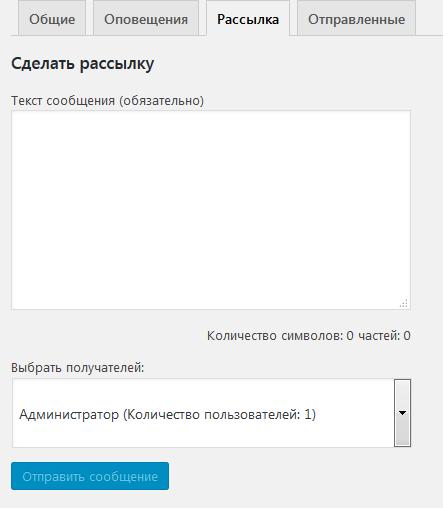 Общие Оповещения Рассылка Отправленные
Сделать рассылку
Текст сообщения (обязательно)
Количество символов: 0 частей: 0
Выбрать получателей:
Администратор (Количество пользователей: 1)
Отправить сообщение